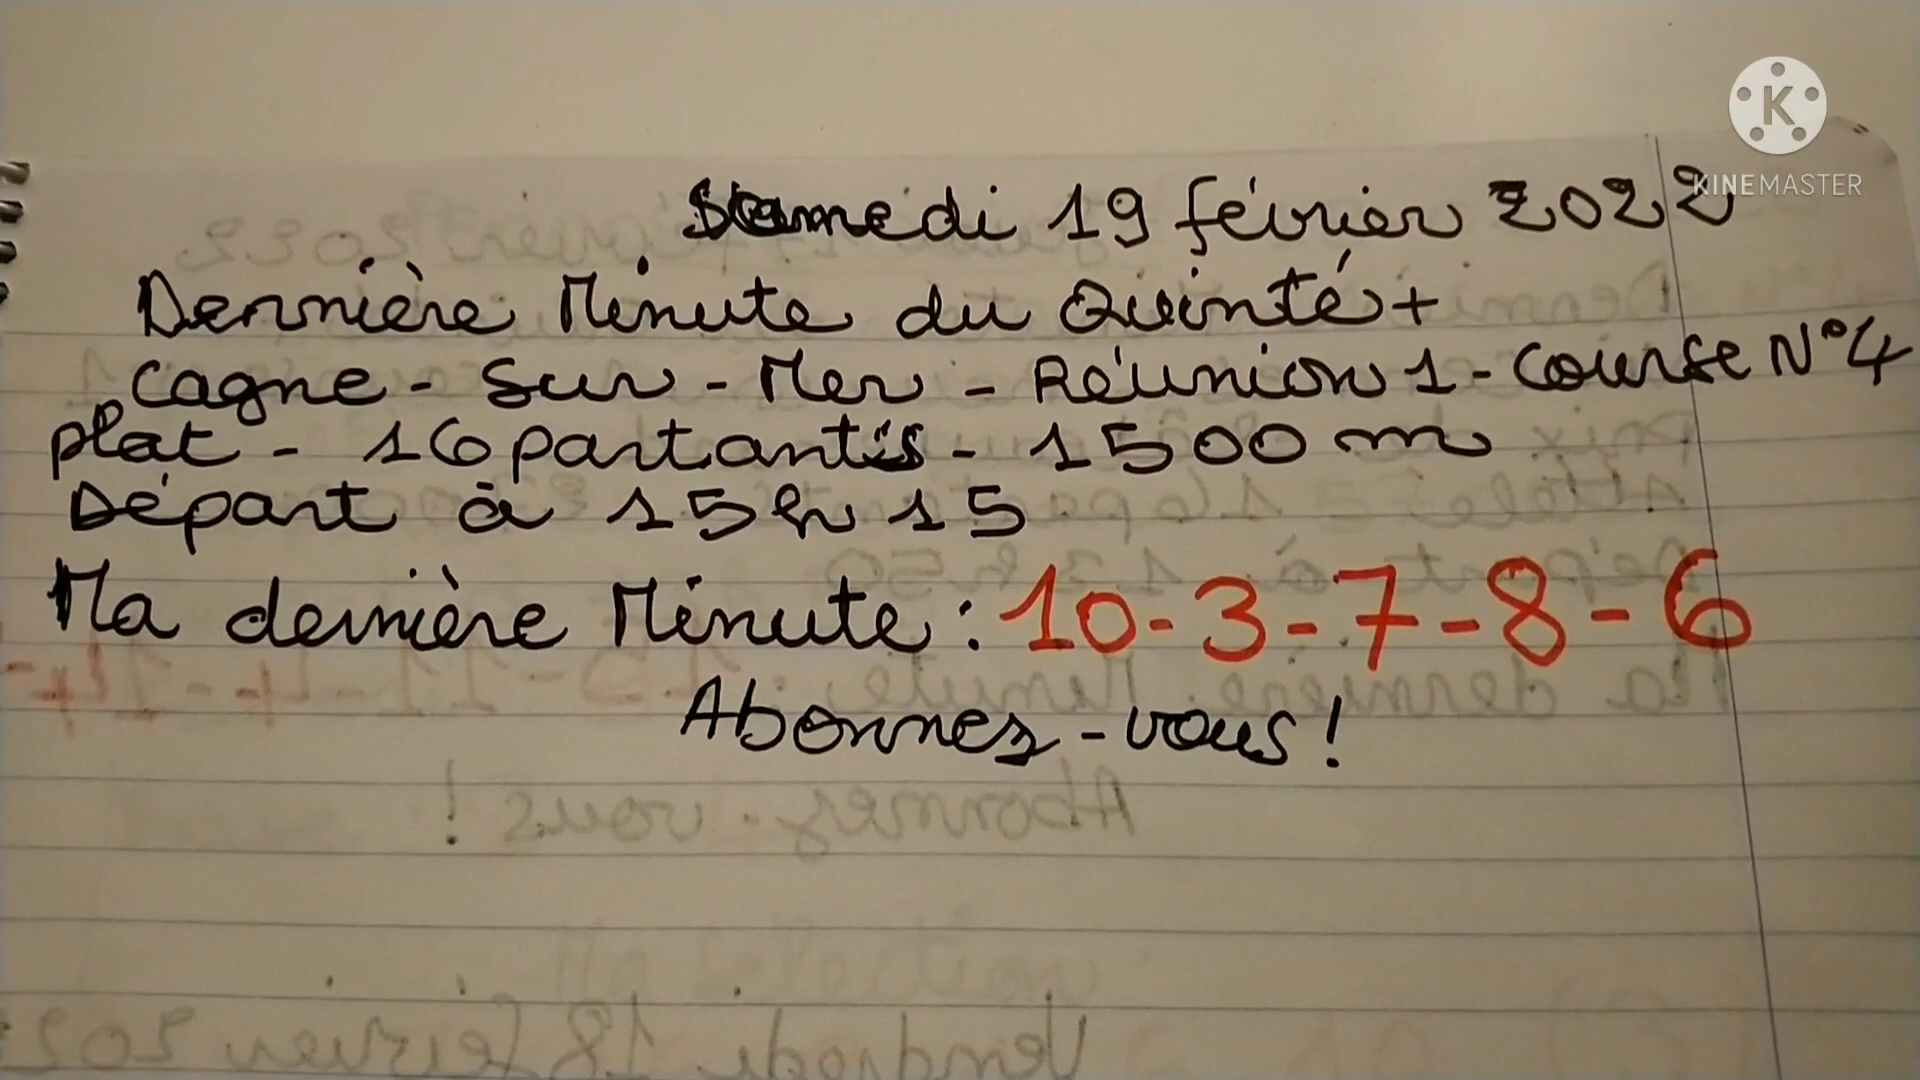 K
KINEMASTER
Samedi 19 février 2022
Dernière Minute du Quinté+
Cagne-Sur-Mer-Réunion 1-Course N°4
plat - 16 partants - 1500 m
Départ à 15h15
Ma dernière Minute : 10-3-7-8-6
Abonnez-vous !